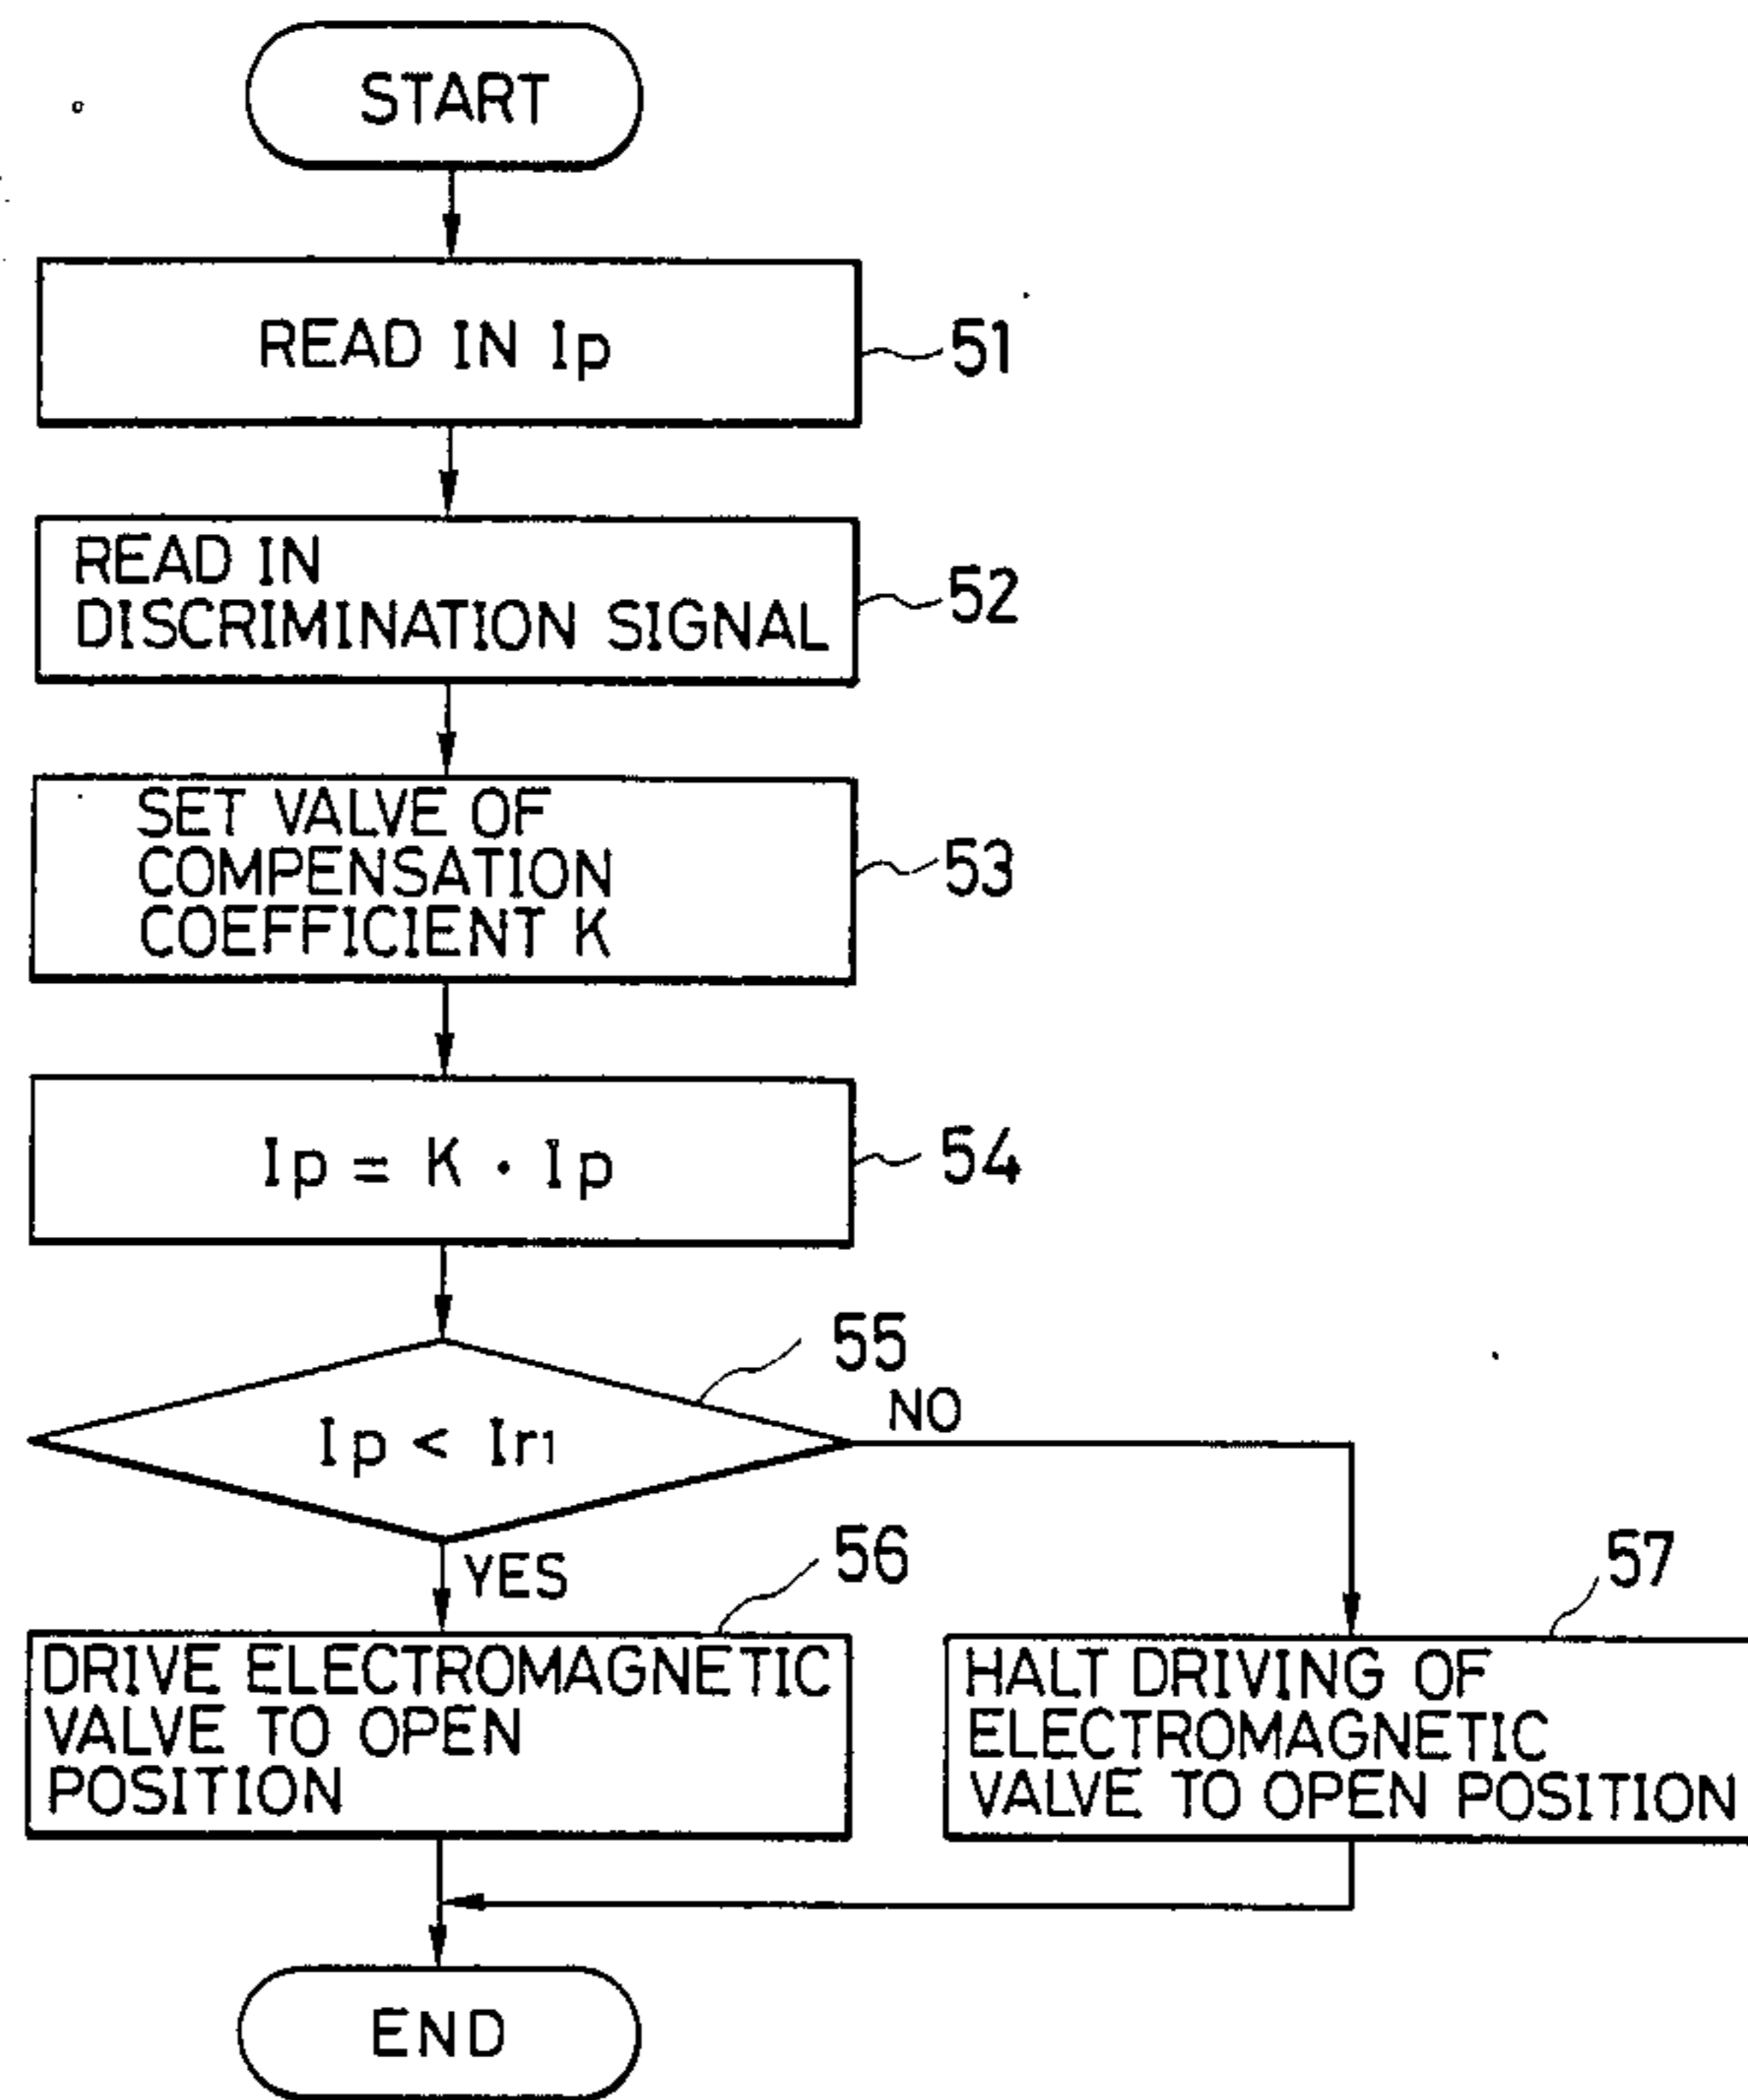 START
READ IN Ip
51
READ IN
DISCRIMINATION SIGNAL
52
SET VALVE OF
COMPENSATION
COEFFICIENT K
53
Ip = K · Ip
54
55
Ip < Ir1
NO
YES
56
57
DRIVE ELECTROMAGNETIC
VALVE TO OPEN
POSITION
HALT DRIVING OF
ELECTROMAGNETIC
VALVE TO OPEN POSITION
END